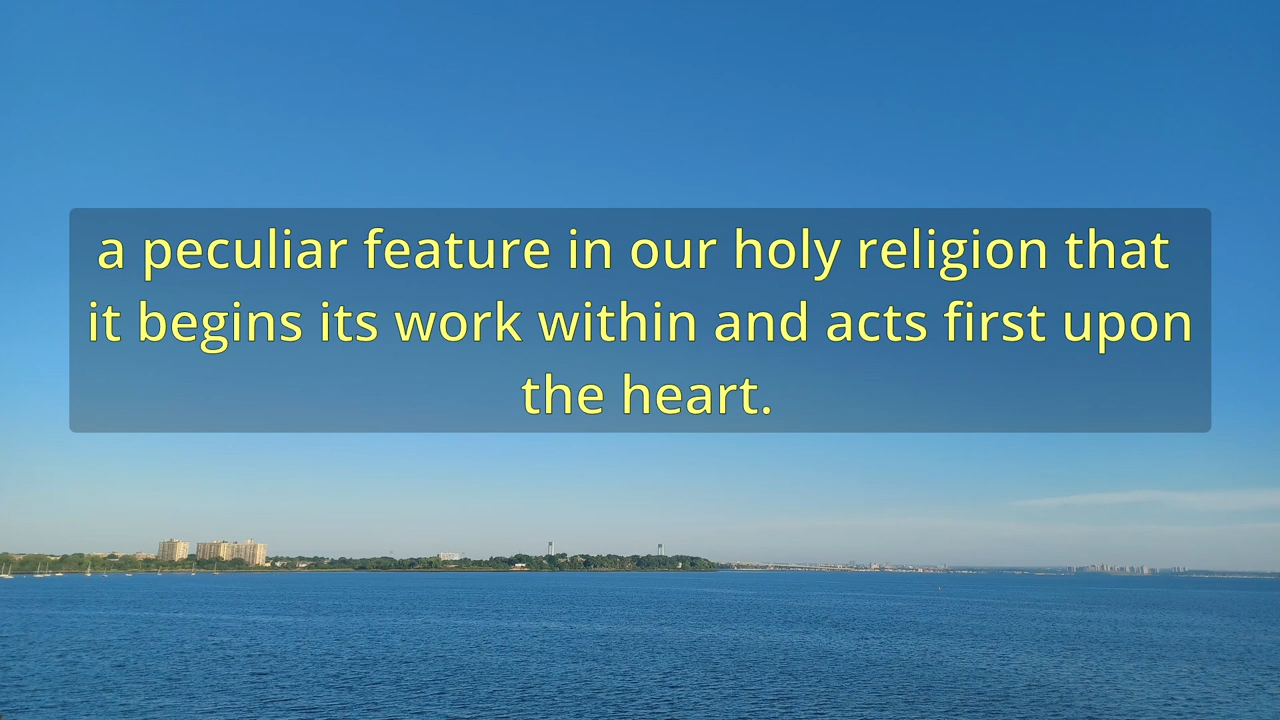 a peculiar feature in our holy religion that
it begins its work within and acts first upon
the heart.